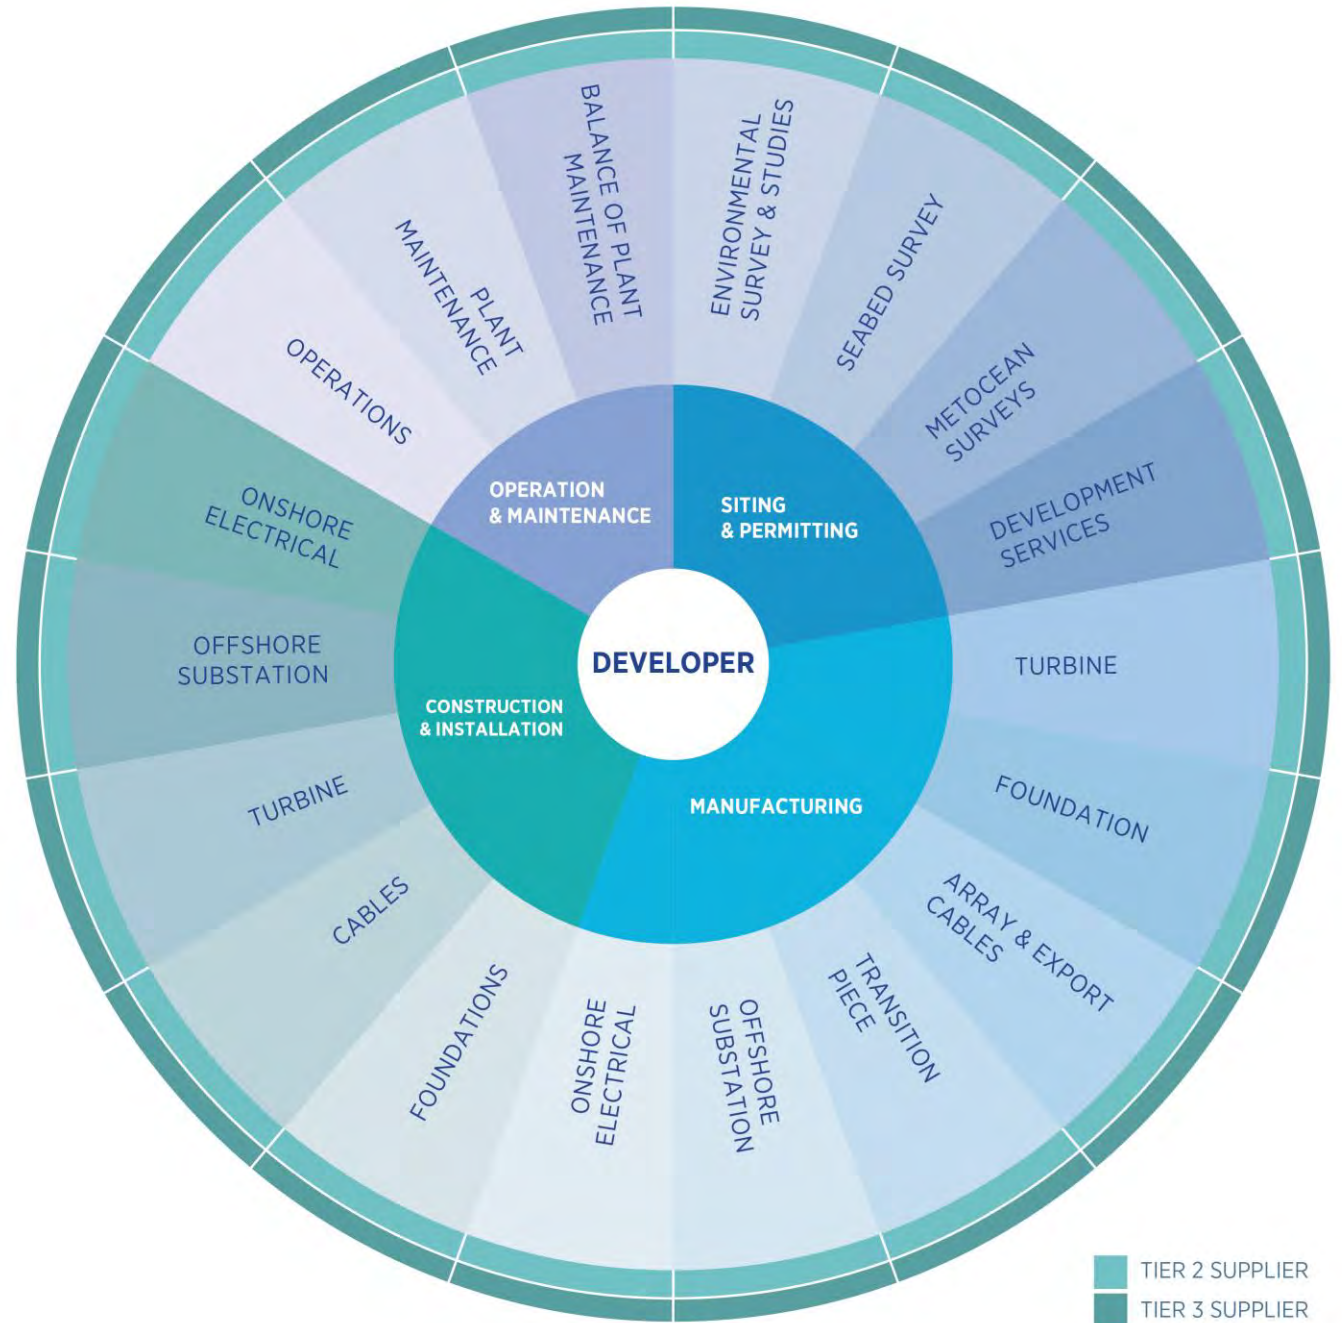 BALANCE OF PLANT
MAINTENANCE
ENVIRONMENTAL
SURVEY & STUDIES
SEABED SURVEY
METOCEAN
SURVEYS
DEVELOPMENT
SERVICES
TURBINE
FOUNDATION
ARRAY & EXPORT
CABLES
TRANSITION
PIECE
OFFSHORE
SUBSTATION
ONSHORE
ELECTRICAL
FOUNDATIONS
CABLES
TURBINE
OFFSHORE
SUBSTATION
ONSHORE
ELECTRICAL
OPERATIONS
PLANT
MAINTENANCE
OPERATION
& MAINTENANCE
SITING
& PERMITTING
DEVELOPER
CONSTRUCTION
& INSTALLATION
MANUFACTURING
TIER 2 SUPPLIER
TIER 3 SUPPLIER